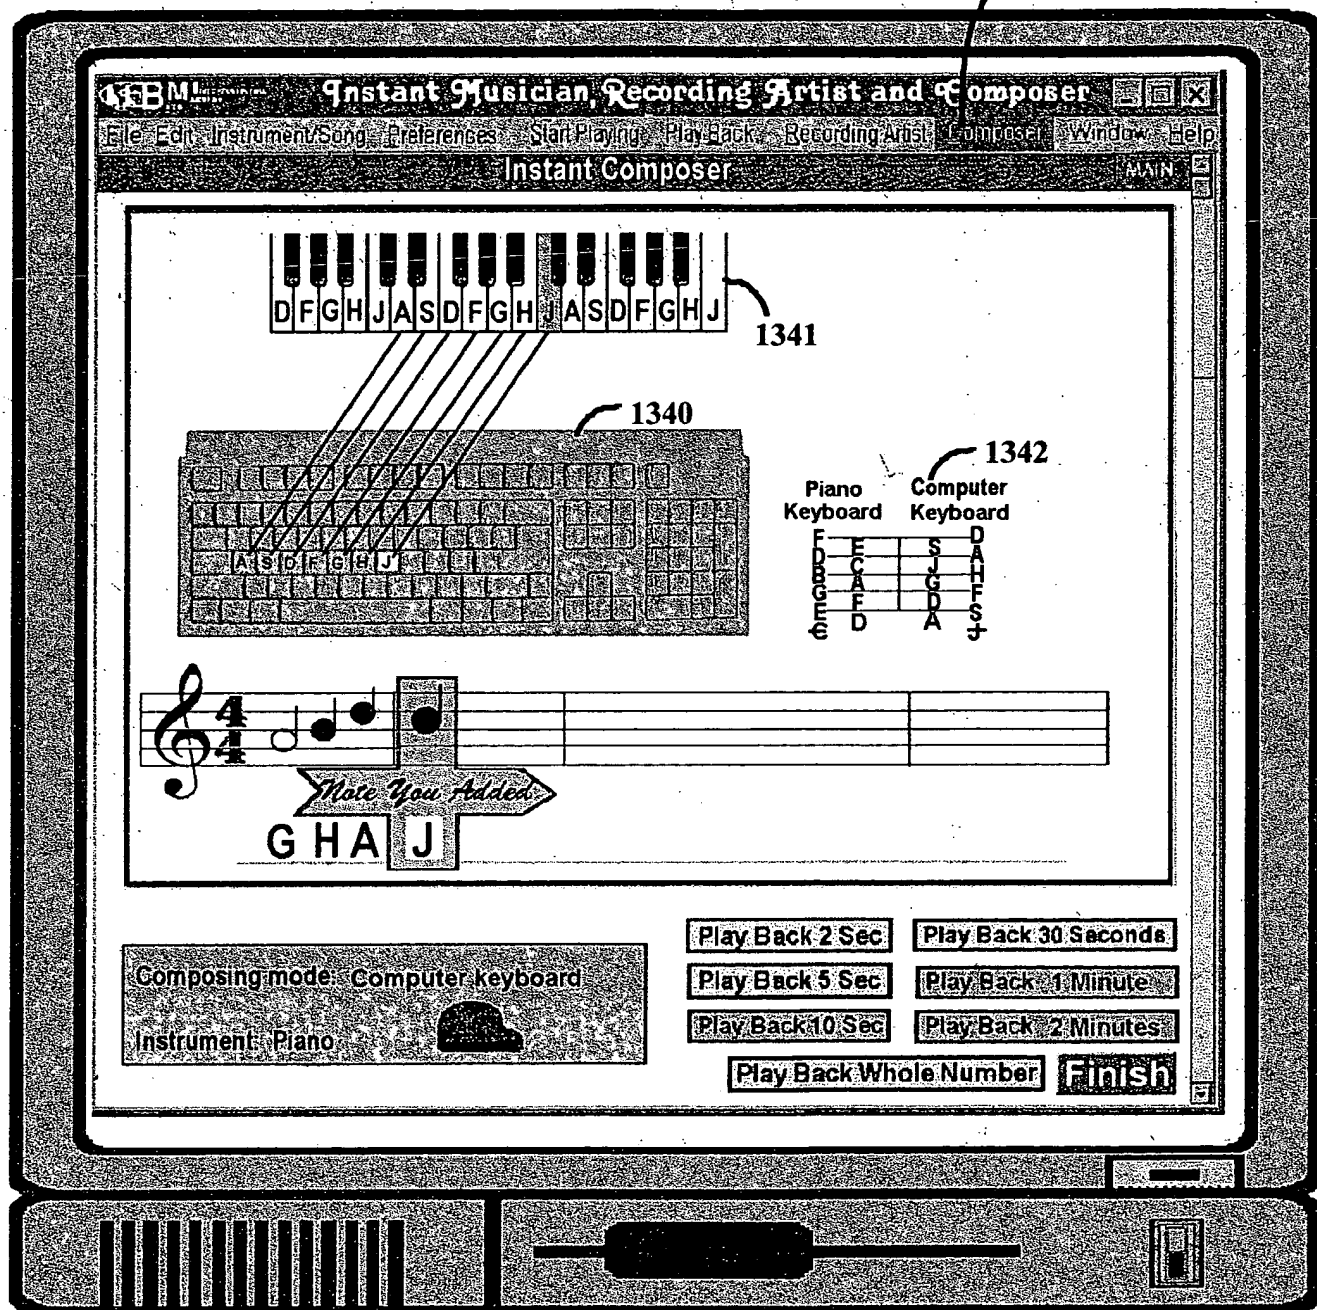 Instant Musician, Recording Artist and Composer
File Edit Instrument/Song Preferences Start Playing Play Back Recording Artist Composer Window Help
Instant Composer MAIN
D F G H J A S D F G H J A S D F G H J
1341
1340
1342
Piano Keyboard
Computer Keyboard
F D
E S
D A
C J
B H
A G
G F
F D
E S
D A
C J
A S D F G H J
4
4
Note You Added
G H A J
Play Back 2 Sec Play Back 30 Seconds
Composing mode: Computer keyboard
Play Back 5 Sec Play Back 1 Minute
Instrument: Piano
Play Back 10 Sec Play Back 2 Minutes
Play Back Whole Number Finish